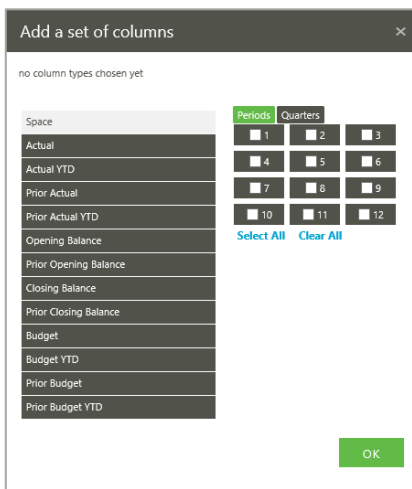 Add a set of columns ×
no column types chosen yet
Space
Actual
Actual YTD
Prior Actual
Prior Actual YTD
Opening Balance
Prior Opening Balance
Closing Balance
Prior Closing Balance
Budget
Budget YTD
Prior Budget
Prior Budget YTD
Periods Quarters
1 2 3
4 5 6
7 8 9
10 11 12
Select All Clear All
OK